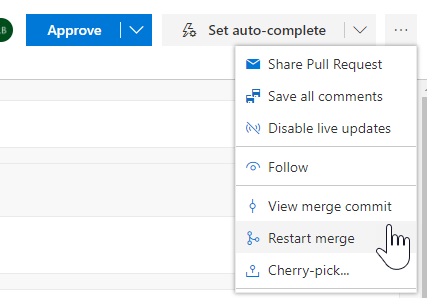 Approve
Set auto-complete
Share Pull Request
Save all comments
Disable live updates
Follow
View merge commit
Restart merge
Cherry-pick...